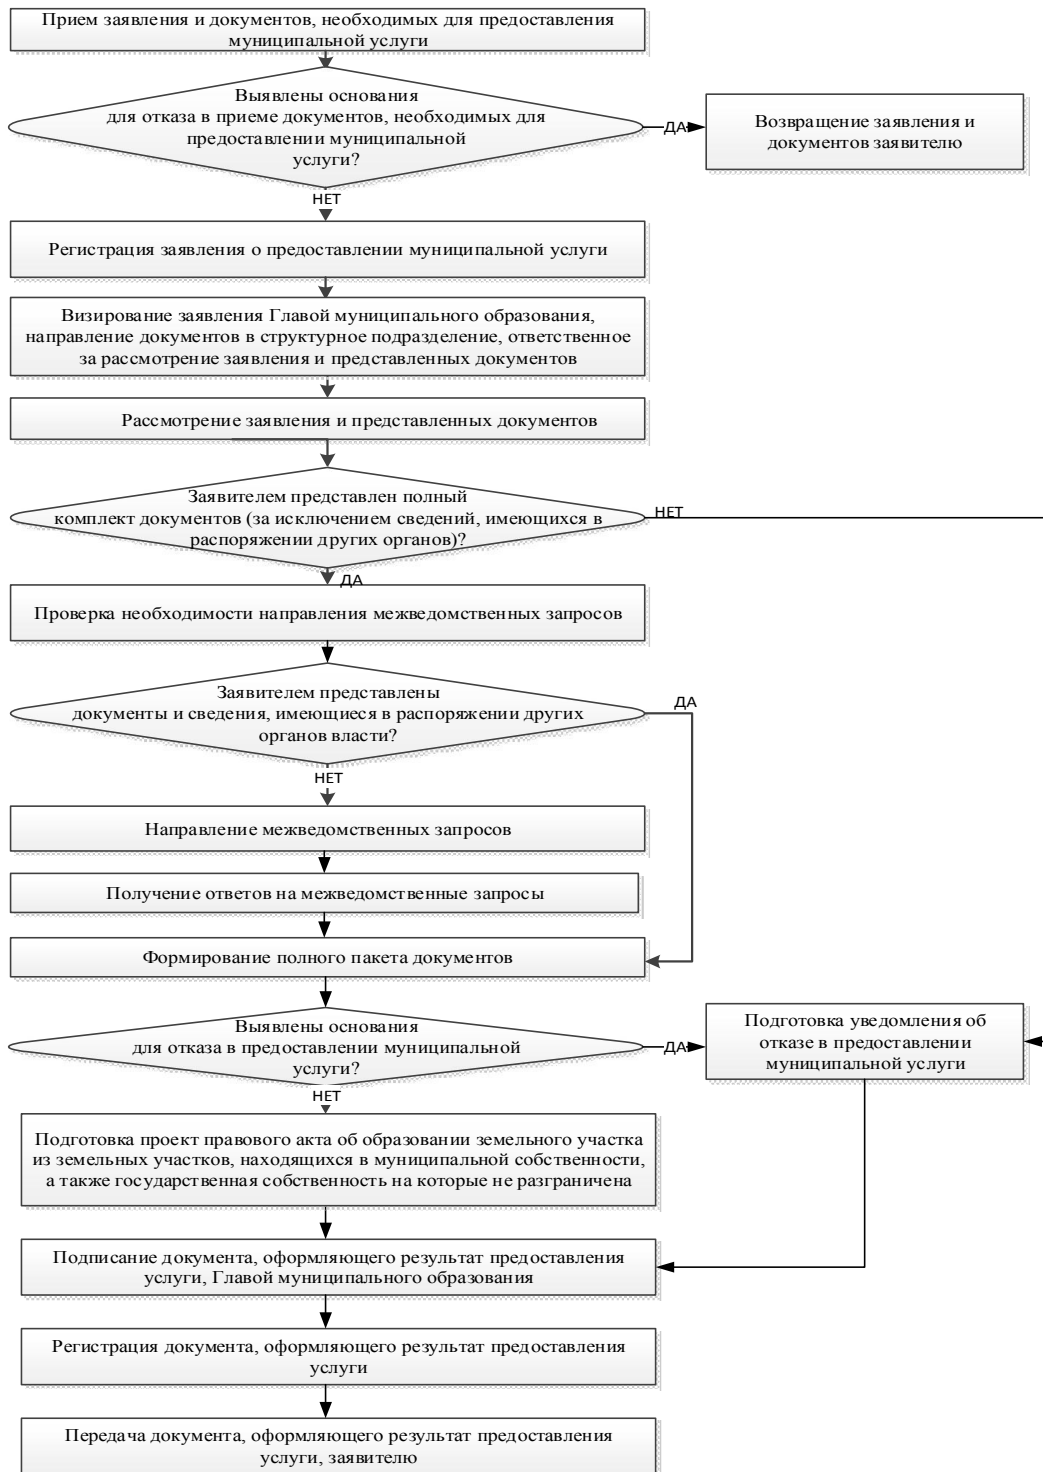 Прием заявления и документов, необходимых для предоставления
муниципальной услуги
Выявлены основания
для отказа в приеме документов, необходимых для
предоставлении муниципальной
услуги?
ДА
Возвращение заявления и
документов заявителю
НЕТ
Регистрация заявления о предоставлении муниципальной услуги
Визирование заявления Главой муниципального образования,
направление документов в структурное подразделение, ответственное
за рассмотрение заявления и представленных документов
Рассмотрение заявления и представленных документов
Заявителем представлен полный
комплект документов (за исключением сведений, имеющихся в
распоряжении других органов)?
НЕТ
ДА
Проверка необходимости направления межведомственных запросов
Заявителем представлены
документы и сведения, имеющиеся в распоряжении других
органов власти?
ДА
НЕТ
Направление межведомственных запросов
Получение ответов на межведомственные запросы
Формирование полного пакета документов
Выявлены основания
для отказа в предоставлении муниципальной
услуги?
ДА
Подготовка уведомления об
отказе в предоставлении
муниципальной услуги
НЕТ
Подготовка проект правового акта об образовании земельного участка
из земельных участков, находящихся в муниципальной собственности,
а также государственная собственность на которые не разграничена
Подписание документа, оформляющего результат предоставления
услуги, Главой муниципального образования
Регистрация документа, оформляющего результат предоставления
услуги
Передача документа, оформляющего результат предоставления
услуги, заявителю